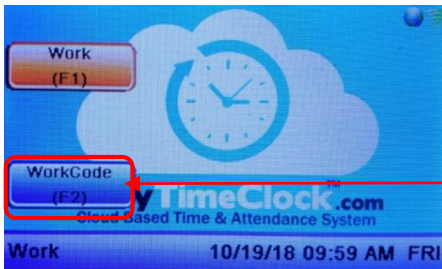 Work
(F1)
WorkCode
(F2)
yTimeClock.com
TM
Cloud Based Time & Attendance System
Work 10/19/18 09:59 AM FRI